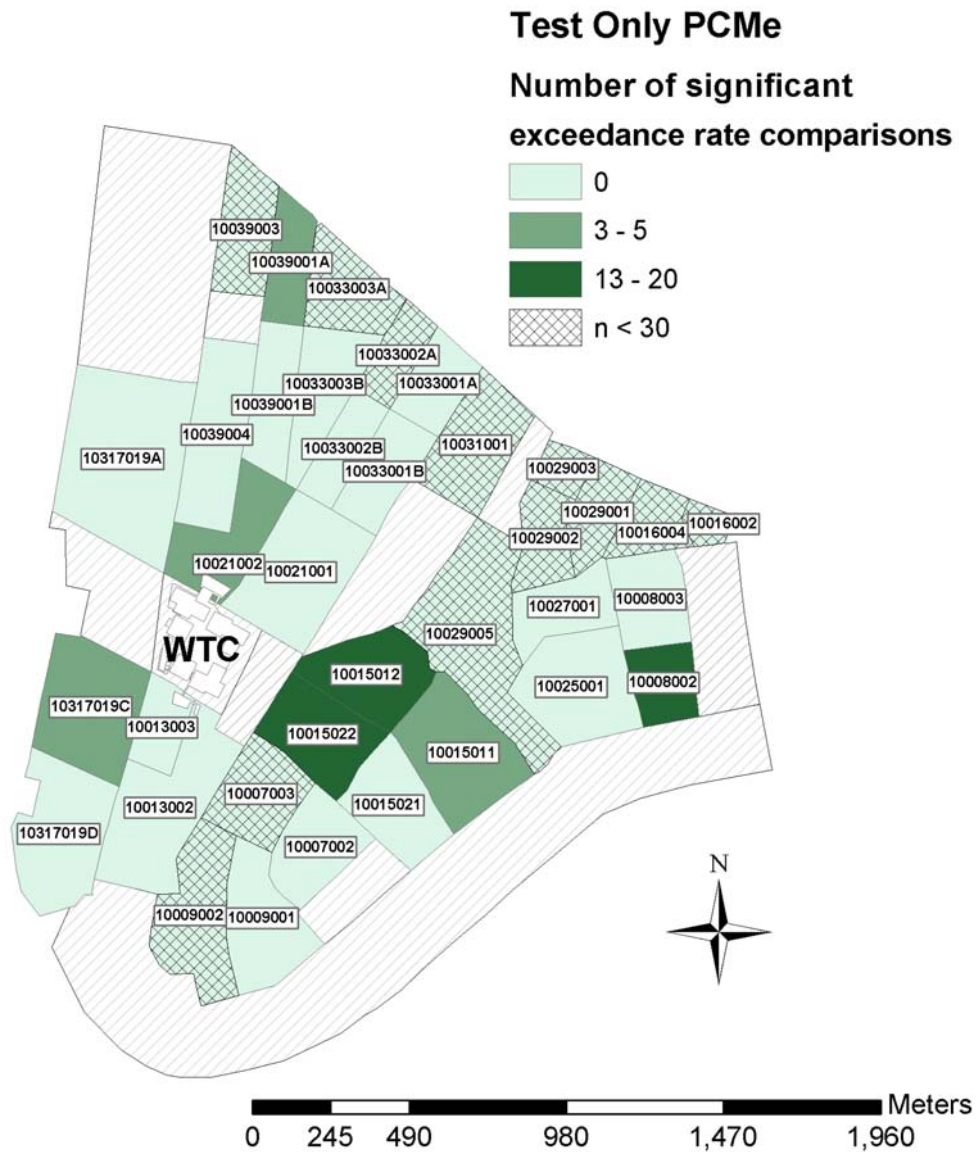 Test Only PCMe
Number of significant
exceedance rate comparisons
0
3 - 5
13 - 20
n < 30
10039003
10039001A
10033003A
10033002A
10033003B
10033001A
10039001B
10039004
10033002B
10031001
10317019A
10033001B
10029003
10029001
10016002
10016004
10029002
10021002
10021001
10027001
10008003
10029005
WTC
10015012
10008002
10025001
10317019C
10013003
10015022
10015011
10007003
10015021
10013002
10317019D
10007002
10009002
10009001
N
Meters
0 245 490 980 1,470 1,960